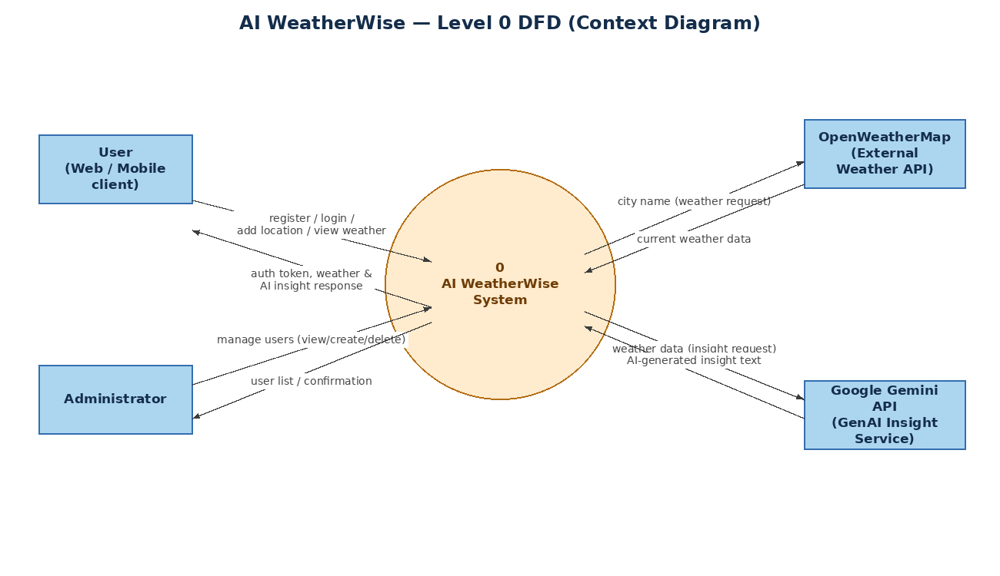 AI WeatherWise — Level 0 DFD (Context Diagram)
User
(Web / Mobile
client)
OpenWeatherMap
(External
Weather API)
city name (weather request)
register / login /
add location / view weather
current weather data
0
AI WeatherWise
System
auth token, weather &
AI insight response
manage users (view/create/delete)
weather data (insight request)
AI-generated insight text
user list / confirmation
Administrator
Google Gemini
API
(GenAI Insight
Service)